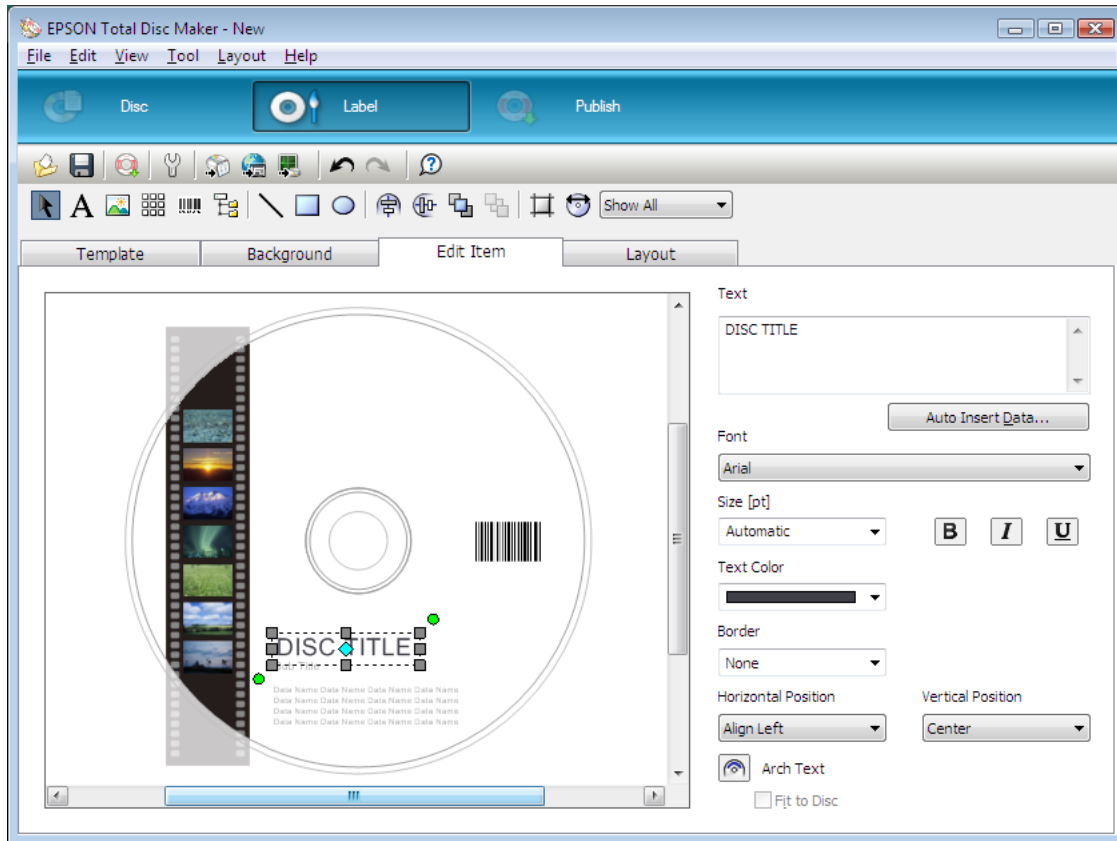 EPSON Total Disc Maker - New
File Edit View Tool Layout Help
Disc Label Publish
A Show All
Template Background Edit Item Layout
Text
DISC TITLE
Auto Insert Data...
Font
Arial
Size [pt]
Automatic B I U
Text Color
Border
None
Horizontal Position Vertical Position
Align Left Center
Arch Text
Fit to Disc
DISC TITLE
Sub Title
Data Name Data Name Data Name Data Name
Data Name Data Name Data Name Data Name
Data Name Data Name Data Name Data Name
Data Name Data Name Data Name Data Name